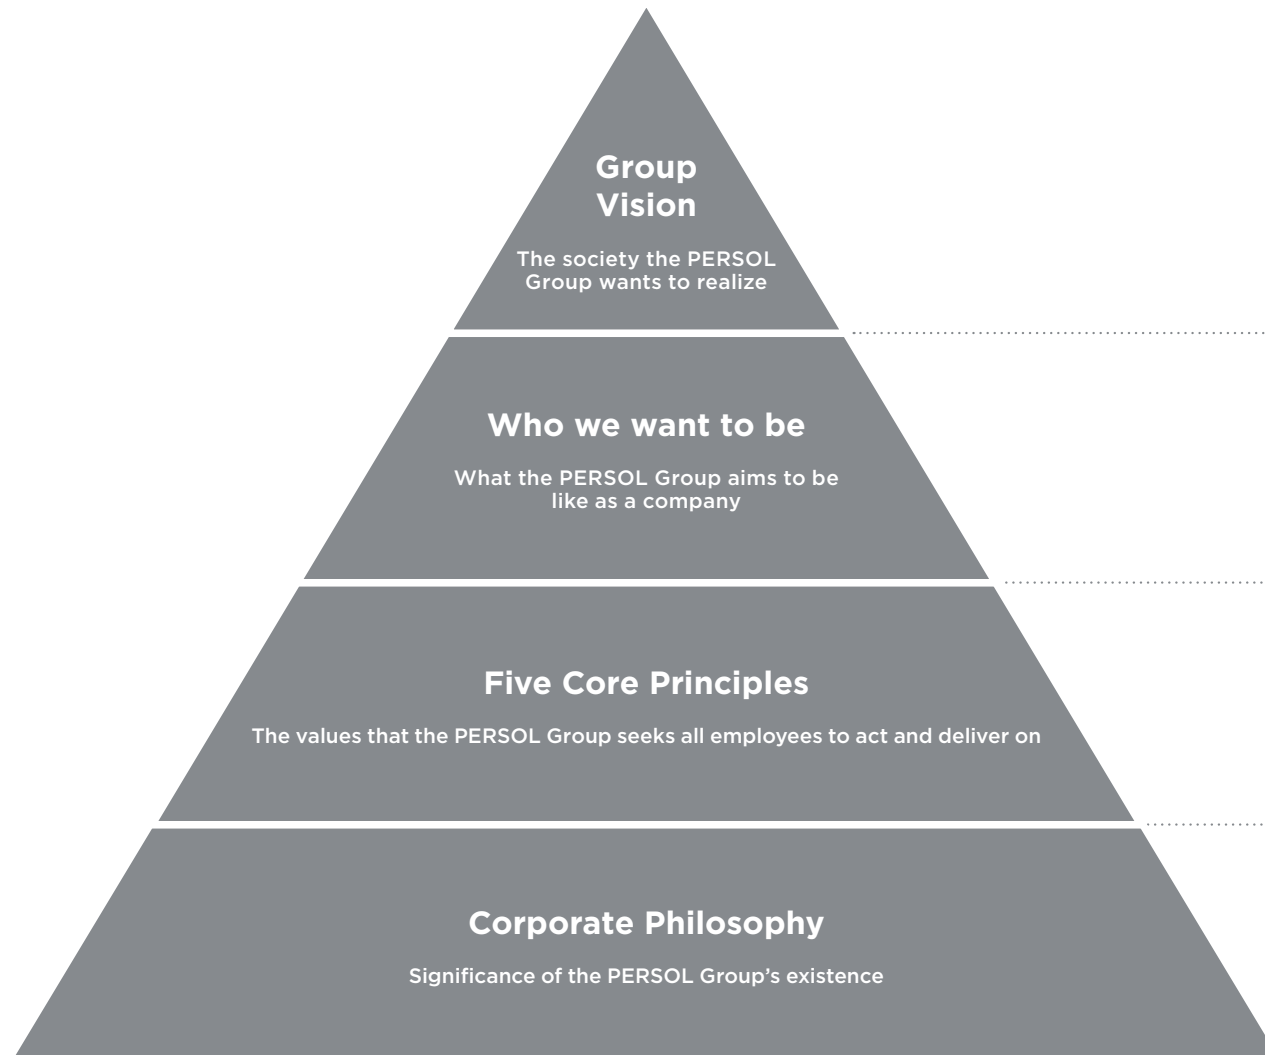 Group
Vision
The society the PERSOL
Group wants to realize
Who we want to be
What the PERSOL Group aims to be
like as a company
Five Core Principles
The values that the PERSOL Group seeks all employees to act and deliver on
Corporate Philosophy
Significance of the PERSOL Group’s existence